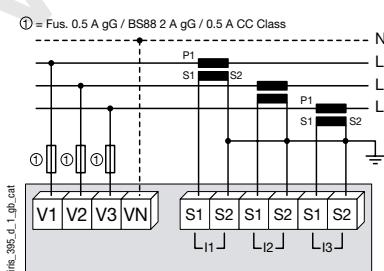 ① = Fus. 0.5 A gG / BS88 2 A gG / 0.5 CC Class
N
P1
L
S1 S2
L
P1
L
S1 S2
① ① ①
V1 V2 V3 VN S1 S2 S1 S2 S1 S2
I1 I2 I3
iris_395_d_1_gb_cat